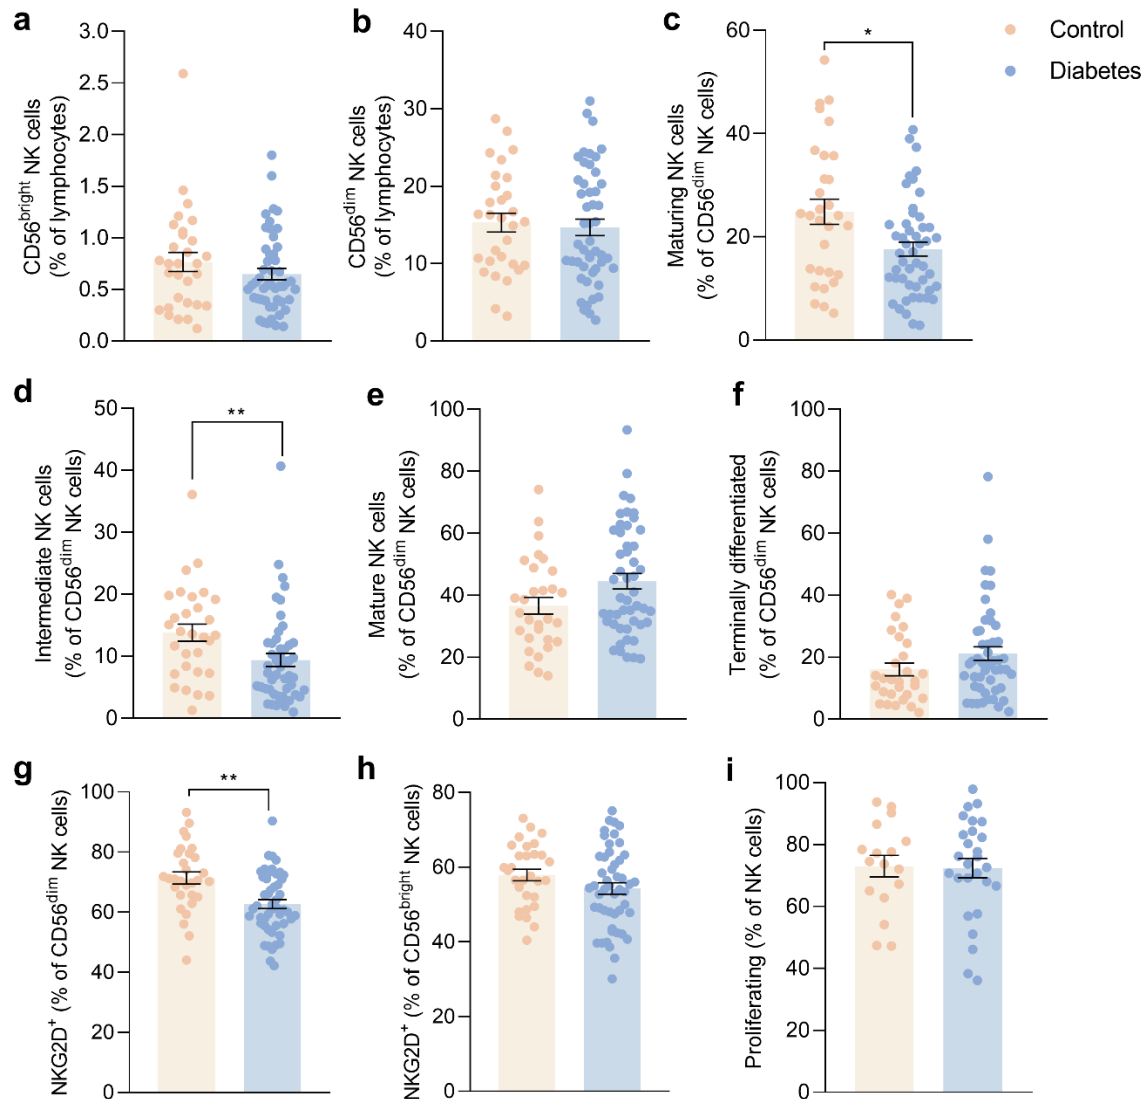 a
3.0
2.5
2.0
1.5
1.0
0.5
0.0
CD56bright NK cells
(% of lymphocytes)
b
40
30
20
10
0
CD56dim NK cells
(% of lymphocytes)
c
60
40
20
0
Maturing NK cells
(% of CD56dim NK cells)
*
Control
Diabetes
d
50
40
30
20
10
0
Intermediate NK cells
(% of CD56dim NK cells)
**
e
100
80
60
40
20
0
Mature NK cells
(% of CD56dim NK cells)
f
100
80
60
40
20
0
Terminally differentiated
(% of CD56dim NK cells)
g
100
80
60
40
20
0
NKG2D+ (% of CD56dim NK cells)
**
h
80
60
40
20
0
NKG2D+ (% of CD56bright NK cells)
i
100
80
60
40
20
0
Proliferating (% of NK cells)